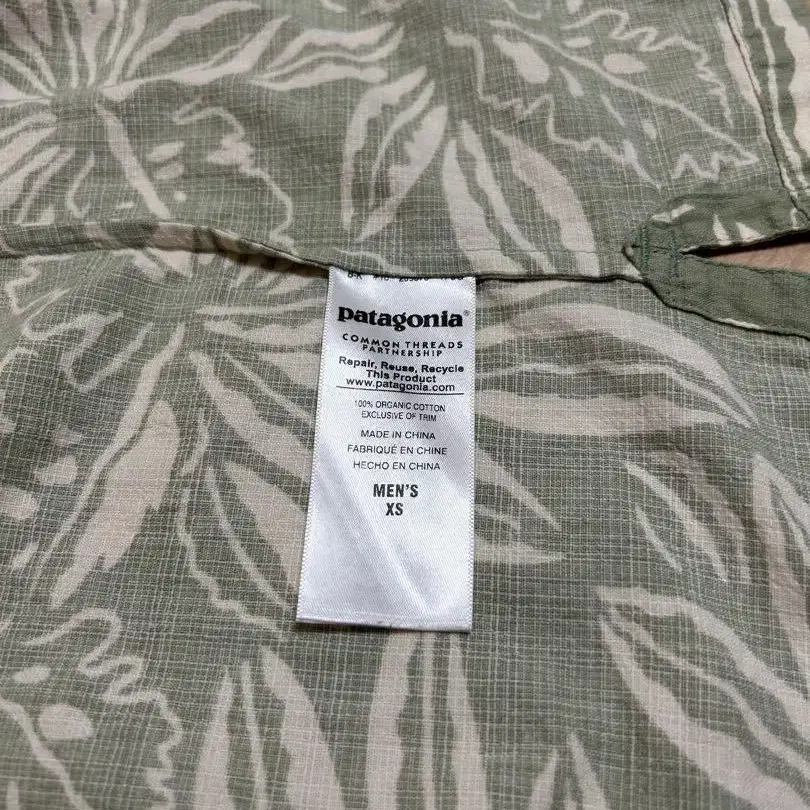 patagonia®
COMMON THREADS
PARTNERSHIP
Repair, Reuse, Recycle
This Product
www.patagonia.com
100% ORGANIC COTTON
EXCLUSIVE OF TRIM
MADE IN CHINA
FABRIQUÉ EN CHINE
HECHO EN CHINA
MEN'S
XS